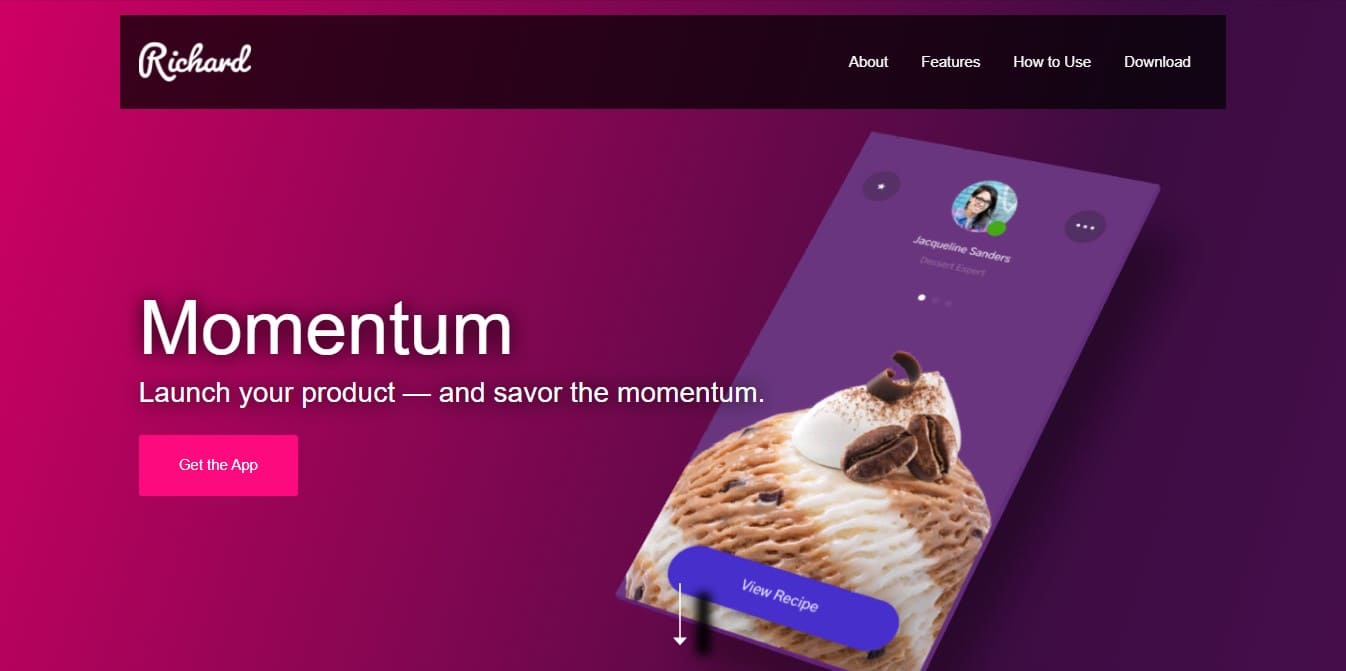 Richard
About Features How to Use Download
Jacqueline Sanders
Dessert Expert
Momentum
Launch your product — and savor the momentum.
Get the App
View Recipe